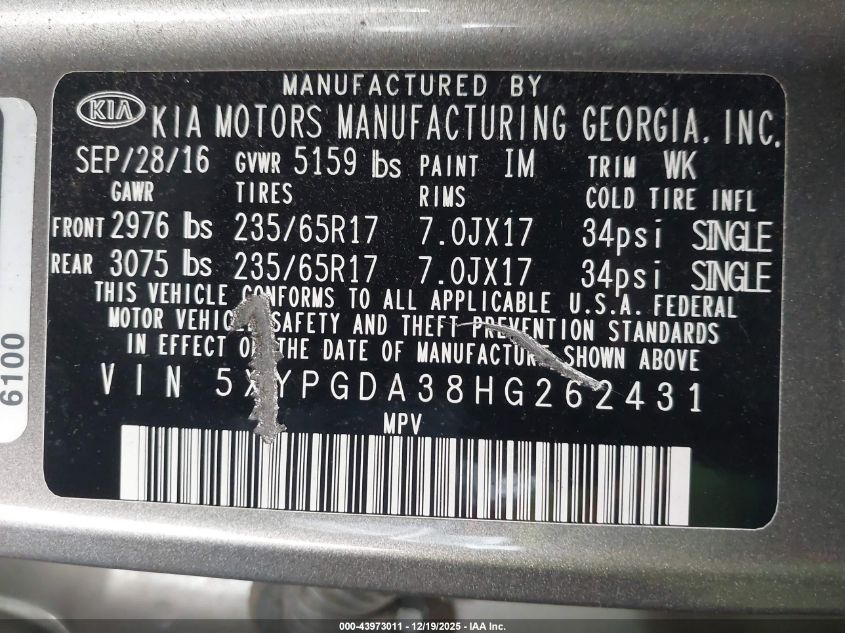 MANUFACTURED BY
KIA KIA MOTORS MANUFACTURING GEORGIA, INC.
SEP/28/16 GVWR 5159 lbs PAINT IM TRIM WK
GAWR TIRES RIMS COLD TIRE INFL
FRONT 2976 lbs 235/65R17 7.0JX17 34psi SINGLE
REAR 3075 lbs 235/65R17 7.0JX17 34psi SINGLE
THIS VEHICLE CONFORMS TO ALL APPLICABLE U.S.A. FEDERAL
MOTOR VEHICLE SAFETY AND THEFT PREVENTION STANDARDS
IN EFFECT ON THE DATE OF MANUFACTURE SHOWN ABOVE
VIN 5XYPGDA38HG262431
MPV
6100
000-43973011 - 12/19/2025 - IAA Inc.